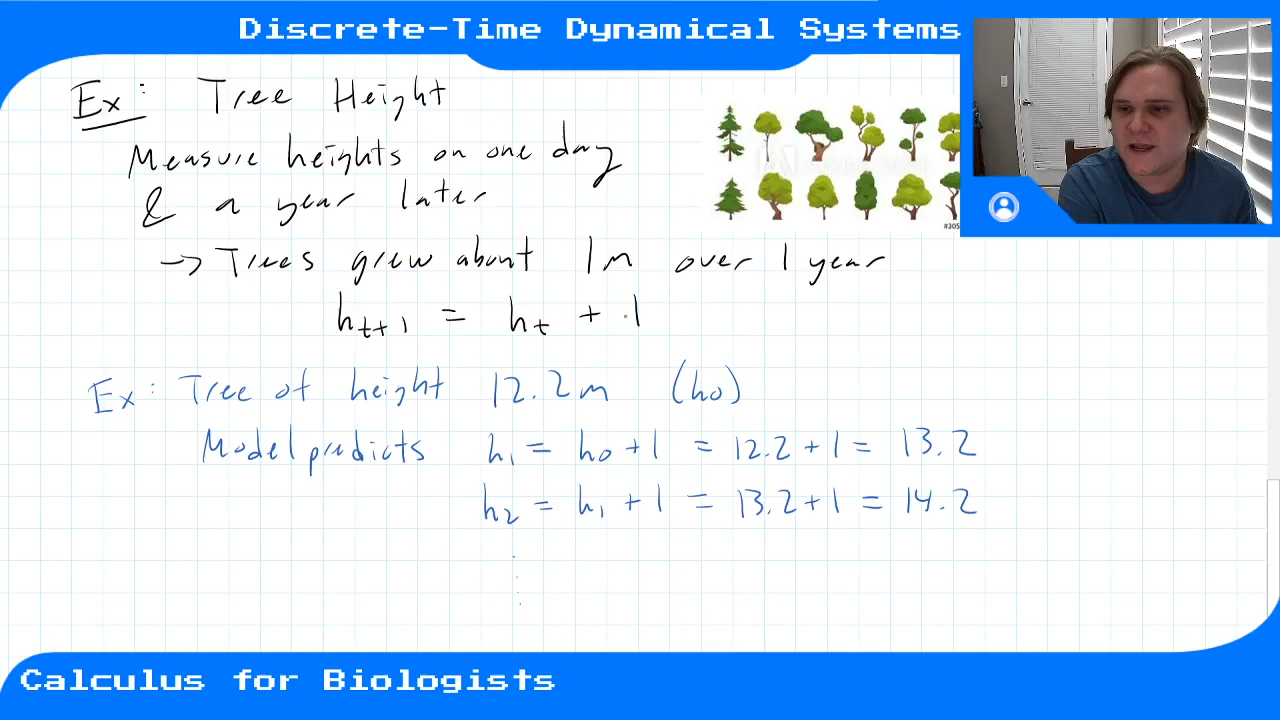 Discrete-Time Dynamical Systems
Ex: Tree Height
Measure heights on one day
& a year later
→ Trees grew about 1m over 1 year
hₜ₊₁ = hₜ + 1
#305
Ex: Tree of height 12.2m (h0)
Model predicts h₁ = h0 + 1 = 12.2 + 1 = 13.2
h₂ = h₁ + 1 = 13.2 + 1 = 14.2
⋮
Calculus for Biologists